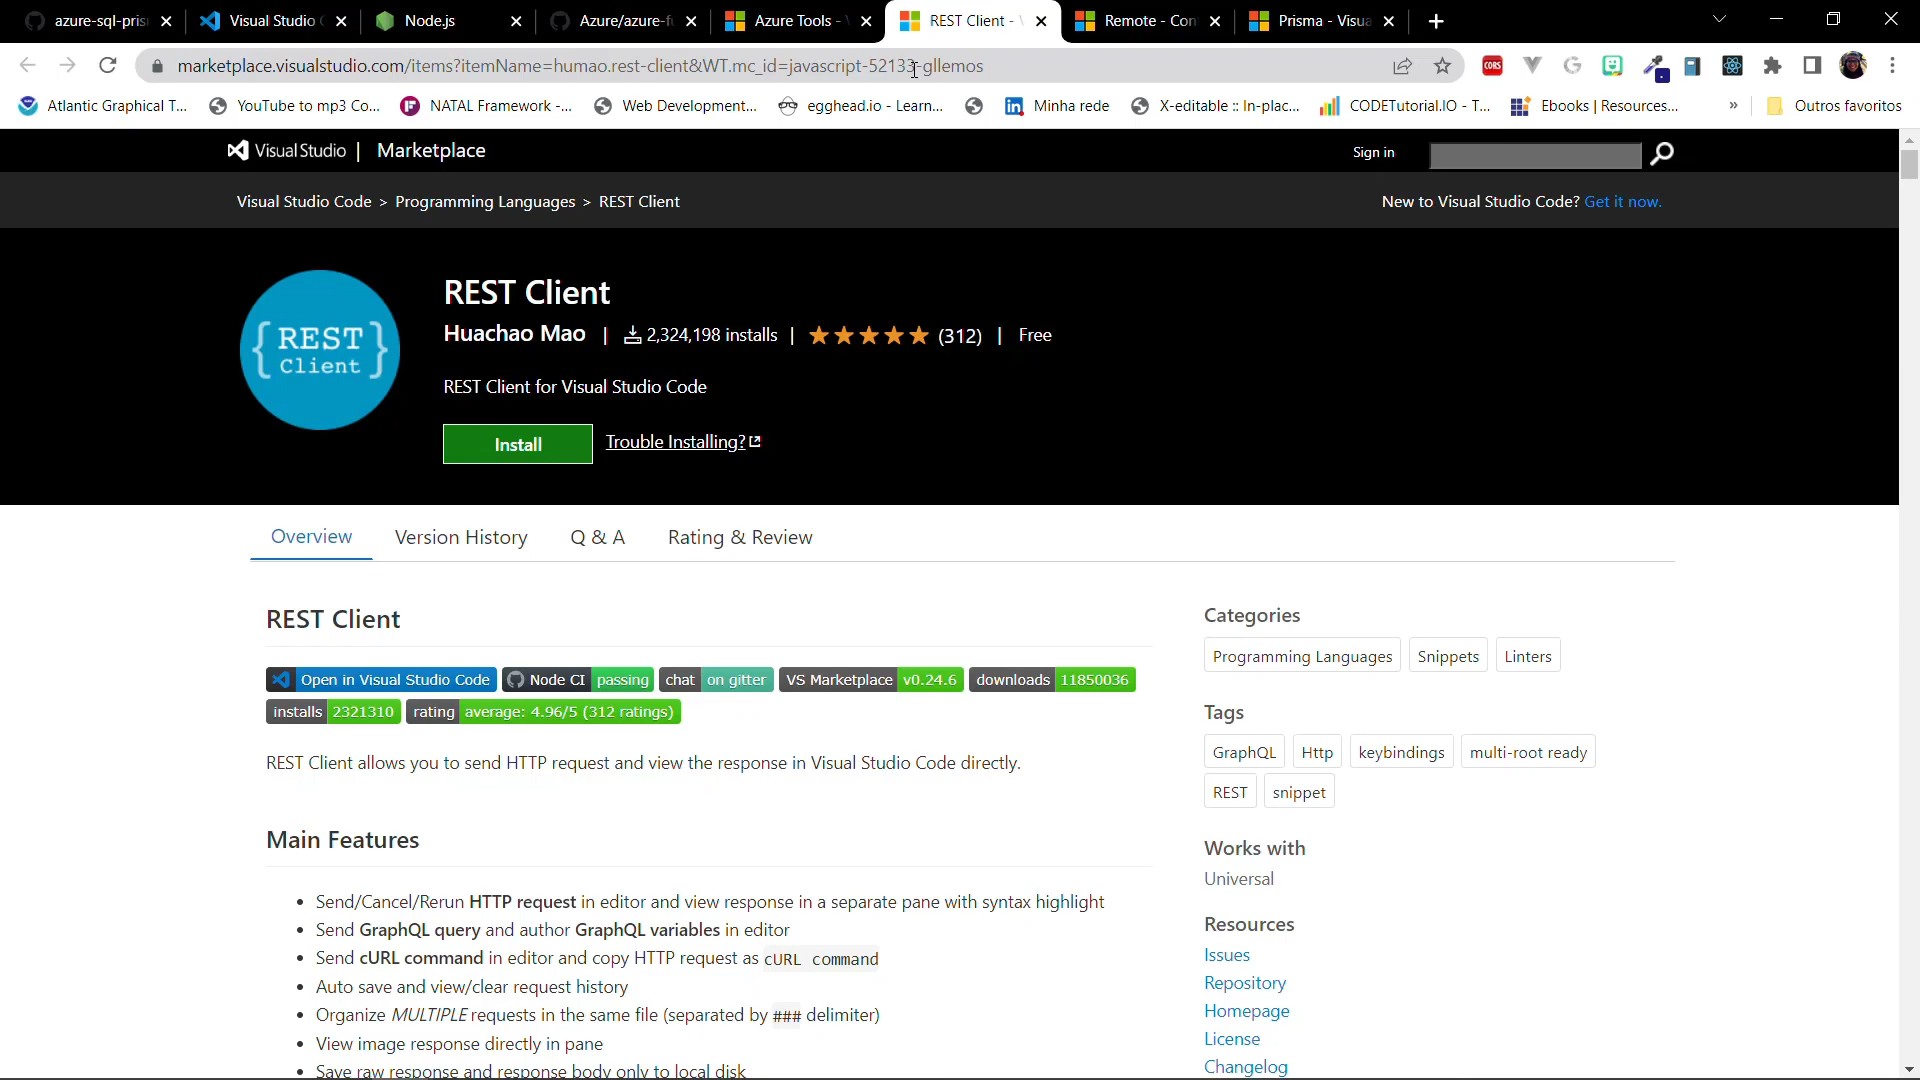 azure-sql-pris
Visual Studio C
Node.js
Azure/azure-fu
Azure Tools - V
REST Client - V
Remote - Con
Prisma - Visua
marketplace.visualstudio.com/items?itemName=humao.rest-client&WT.mc_id=javascript-52133-gllemos
CORS
Atlantic Graphical T...
YouTube to mp3 Co...
NATAL Framework -...
Web Development...
egghead.io - Learn...
Minha rede
X-editable :: In-plac...
CODETutorial.IO - T...
Ebooks | Resources...
»
Outros favoritos
Visual Studio | Marketplace
Sign in
Visual Studio Code > Programming Languages > REST Client
New to Visual Studio Code? Get it now.
{ REST Client }
REST Client
Huachao Mao | 2,324,198 installs | (312) | Free
REST Client for Visual Studio Code
Install
Trouble Installing?
Overview
Version History
Q & A
Rating & Review
REST Client
Open in Visual Studio Code
Node CI passing
chat on gitter
VS Marketplace v0.24.6
downloads 11850036
installs 2321310
rating average: 4.96/5 (312 ratings)
REST Client allows you to send HTTP request and view the response in Visual Studio Code directly.
Main Features
• Send/Cancel/Rerun HTTP request in editor and view response in a separate pane with syntax highlight
• Send GraphQL query and author GraphQL variables in editor
• Send cURL command in editor and copy HTTP request as cURL command
• Auto save and view/clear request history
• Organize MULTIPLE requests in the same file (separated by ### delimiter)
• View image response directly in pane
• Save raw response and response body only to local disk
Categories
Programming Languages
Snippets
Linters
Tags
GraphQL
Http
keybindings
multi-root ready
REST
snippet
Works with
Universal
Resources
Issues
Repository
Homepage
License
Changelog